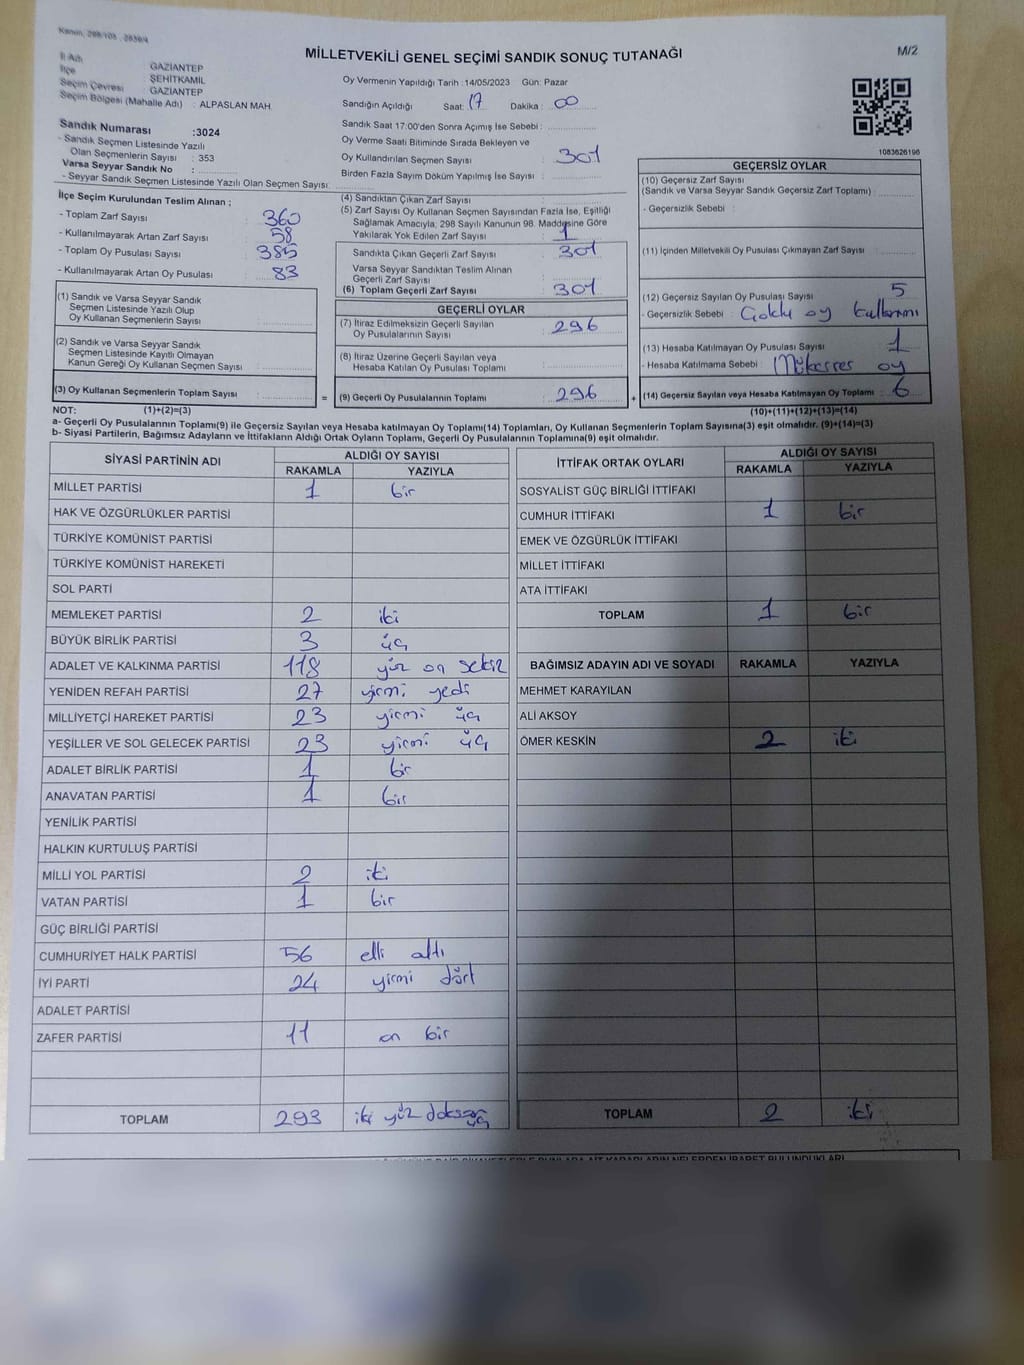 Kanun, 298/105 , 2839/4
MİLLETVEKİLİ GENEL SEÇİMİ SANDIK SONUÇ TUTANAĞI
M/2
İl Adı GAZİANTEP
İlçe ŞEHİTKAMİL
Seçim Çevresi : GAZİANTEP
Seçim Bölgesi (Mahalle Adı) : ALPASLAN MAH.
Oy Vermenin Yapıldığı Tarih :14/05/2023 Gün: Pazar
Sandığın Açıldığı Saat: 17 Dakika : 00
Sandık Saat 17:00'den Sonra Açımış İse Sebebi :
Oy Verme Saati Bitiminde Sırada Bekleyen ve
Oy Kullandırılan Seçmen Sayısı : 301
Birden Fazla Sayım Döküm Yapılmış İse Sayısı :
1083626196
Sandık Numarası :3024
- Sandık Seçmen Listesinde Yazılı
Olan Seçmenlerin Sayısı : 353
Varsa Seyyar Sandık No :
- Seyyar Sandık Seçmen Listesinde Yazılı Olan Seçmen Sayısı:
İlçe Seçim Kurulundan Teslim Alınan ;
- Toplam Zarf Sayısı : 360
- Kullanılmayarak Artan Zarf Sayısı : 58
- Toplam Oy Pusulası Sayısı : 385
- Kullanılmayarak Artan Oy Pusulası : 83
(4) Sandıktan Çıkan Zarf Sayısı :
(5) Zarf Sayısı Oy Kullanan Seçmen Sayısından Fazla İse, Eşitliği
Sağlamak Amacıyla, 298 Sayılı Kanunun 98. Maddesine Göre
Yakılarak Yok Edilen Zarf Sayısı : 1
Sandıkta Çıkan Geçerli Zarf Sayısı : 301
Varsa Seyyar Sandıktan Teslim Alınan
Geçerli Zarf Sayısı :
(6) Toplam Geçerli Zarf Sayısı : 301
GEÇERSİZ OYLAR
(10) Geçersiz Zarf Sayısı
(Sandık ve Varsa Seyyar Sandık Geçersiz Zarf Toplamı) :
- Geçersizlik Sebebi :
(11) İçinden Milletvekili Oy Pusulası Çıkmayan Zarf Sayısı :
(12) Geçersiz Sayılan Oy Pusulası Sayısı : 5
- Geçersizlik Sebebi : Çoklu oy kullanımı
(13) Hesaba Katılmayan Oy Pusulası Sayısı : 1
- Hesaba Katılmama Sebebi : Mükerrer oy
(14) Geçersiz Sayılan veya Hesaba Katılmayan Oy Toplamı : 6
(1) Sandık ve Varsa Seyyar Sandık
Seçmen Listesinde Yazılı Olup
Oy Kullanan Seçmenlerin Sayısı :
(2) Sandık ve Varsa Seyyar Sandık
Seçmen Listesinde Kayıtlı Olmayan
Kanun Gereği Oy Kullanan Seçmen Sayısı :
(3) Oy Kullanan Seçmenlerin Toplam Sayısı :
=
GEÇERLİ OYLAR
(7) İtiraz Edilmeksizin Geçerli Sayılan
Oy Pusulalarının Sayısı : 296
(8) İtiraz Üzerine Geçerli Sayılan veya
Hesaba Katılan Oy Pusulası Toplamı :
(9) Geçerli Oy Pusulalarının Toplamı : 296
+
NOT: (1)+(2)=(3) (10)+(11)+(12)+(13)=(14)
a- Geçerli Oy Pusulalarının Toplamı(9) ile Geçersiz Sayılan veya Hesaba katılmayan Oy Toplamı(14) Toplamları, Oy Kullanan Seçmenlerin Toplam Sayısına(3) eşit olmalıdır. (9)+(14)=(3)
b- Siyasi Partilerin, Bağımsız Adayların ve İttifakların Aldığı Ortak Oyların Toplamı, Geçerli Oy Pusulalarının Toplamına(9) eşit olmalıdır.
SİYASİ PARTİNİN ADI ALDIĞI OY SAYISI
RAKAMLA YAZIYLA
MİLLET PARTİSİ 1 bir
HAK VE ÖZGÜRLÜKLER PARTİSİ
TÜRKİYE KOMÜNİST PARTİSİ
TÜRKİYE KOMÜNİST HAREKETİ
SOL PARTİ
MEMLEKET PARTİSİ 2 iki
BÜYÜK BİRLİK PARTİSİ 3 üç
ADALET VE KALKINMA PARTİSİ 118 yüz on sekiz
YENİDEN REFAH PARTİSİ 27 yirmi yedi
MİLLİYETÇİ HAREKET PARTİSİ 23 yirmi üç
YEŞİLLER VE SOL GELECEK PARTİSİ 23 yirmi üç
ADALET BİRLİK PARTİSİ 1 bir
ANAVATAN PARTİSİ 1 bir
YENİLİK PARTİSİ
HALKIN KURTULUŞ PARTİSİ
MİLLİ YOL PARTİSİ 2 iki
VATAN PARTİSİ 1 bir
GÜÇ BİRLİĞİ PARTİSİ
CUMHURİYET HALK PARTİSİ 56 elli altı
İYİ PARTİ 24 yirmi dört
ADALET PARTİSİ
ZAFER PARTİSİ 11 on bir
TOPLAM 293 iki yüz doksan üç
İTTİFAK ORTAK OYLARI ALDIĞI OY SAYISI
RAKAMLA YAZIYLA
SOSYALİST GÜÇ BİRLİĞİ İTTİFAKI
CUMHUR İTTİFAKI 1 bir
EMEK VE ÖZGÜRLÜK İTTİFAKI
MİLLET İTTİFAKI
ATA İTTİFAKI
TOPLAM 1 bir
BAĞIMSIZ ADAYIN ADI VE SOYADI RAKAMLA YAZIYLA
MEHMET KARAYILAN
ALİ AKSOY
ÖMER KESKİN 2 iki
TOPLAM 2 iki